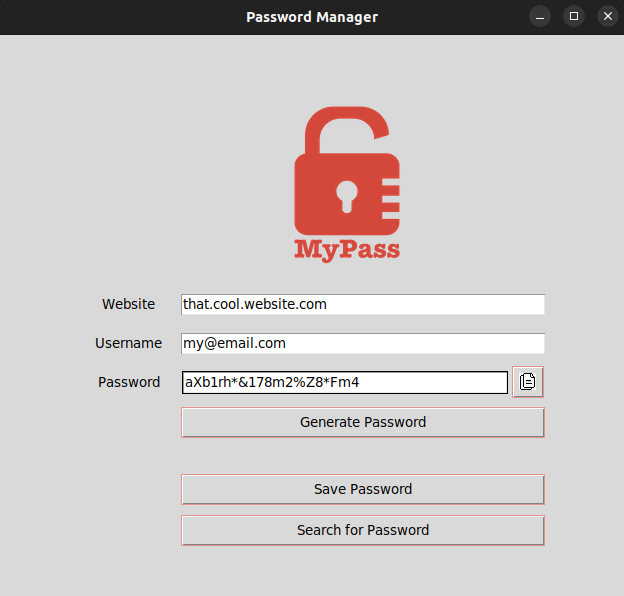 Password Manager
MyPass
Website that.cool.website.com
Username my@email.com
Password aXb1rh*&178m2%Z8*Fm4
Generate Password
Save Password
Search for Password